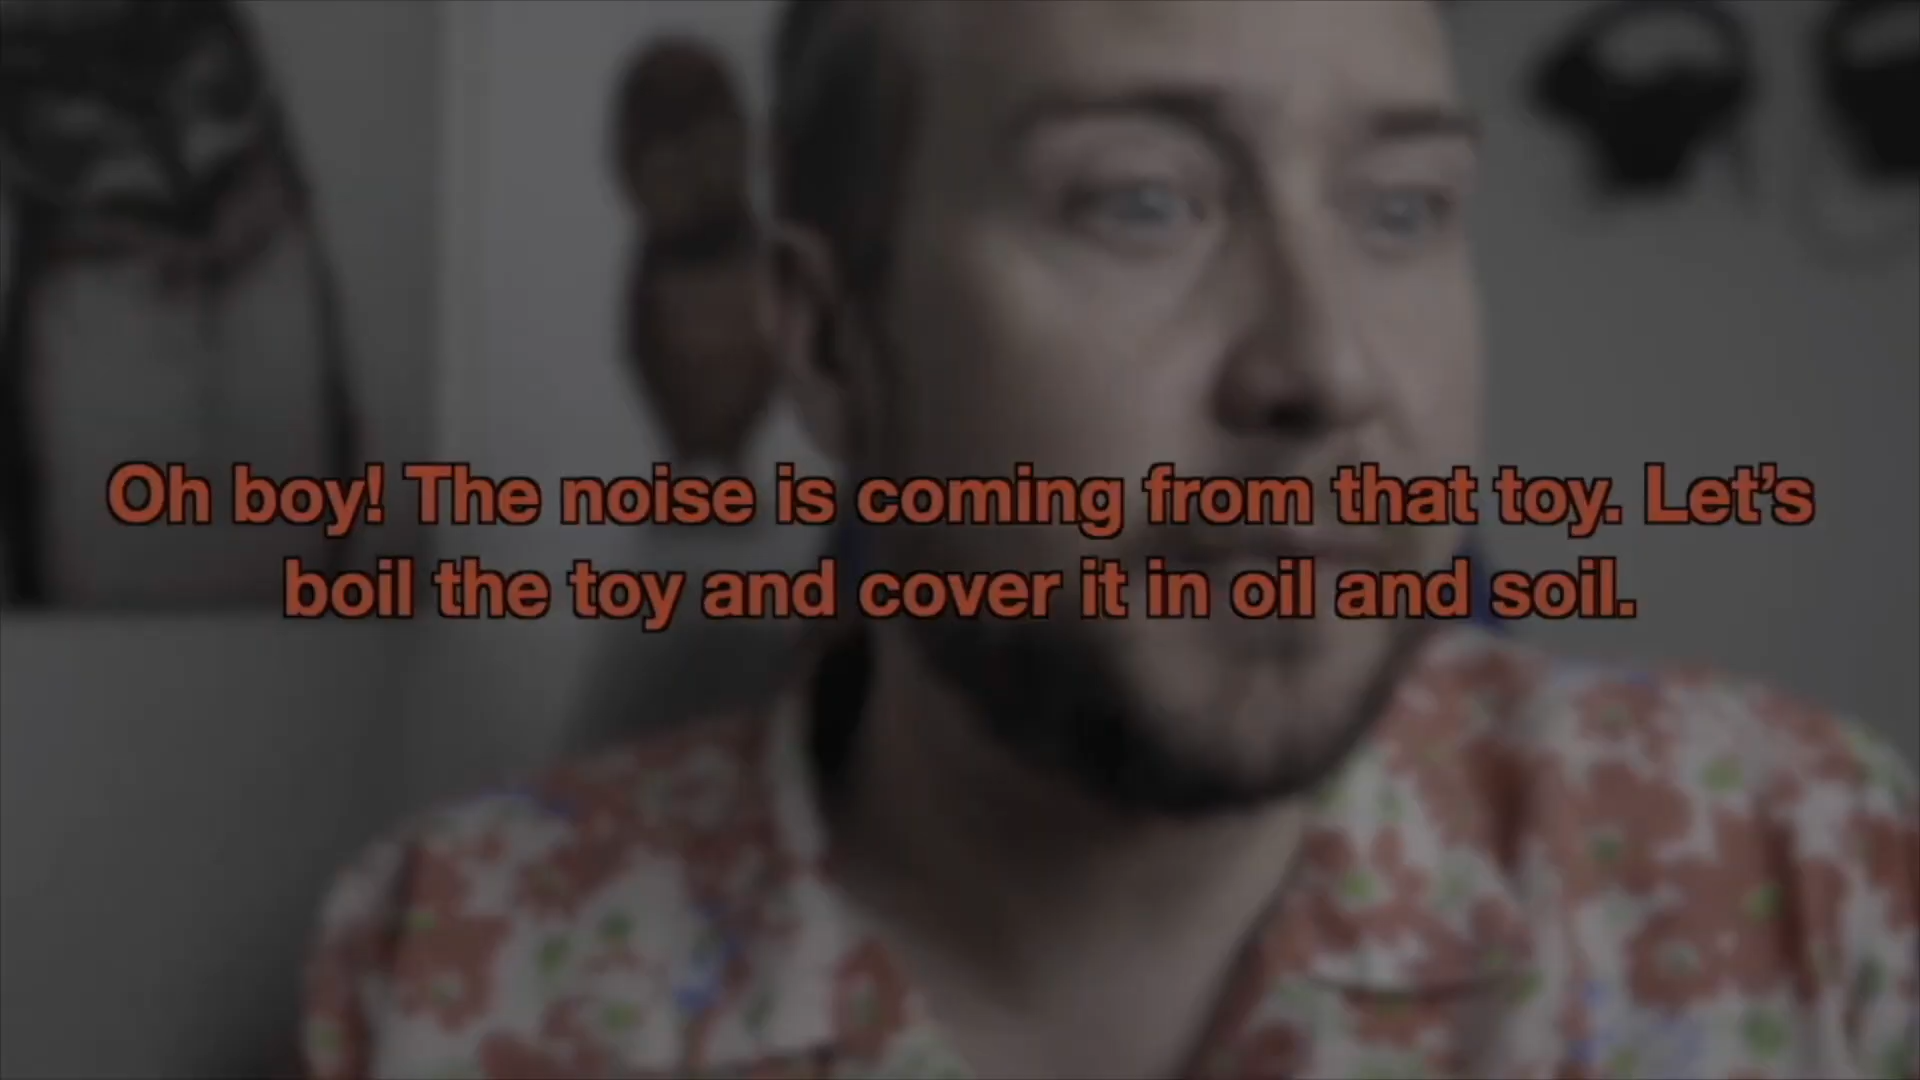 Oh boy! The noise is coming from that toy. Let’s
boil the toy and cover it in oil and soil.